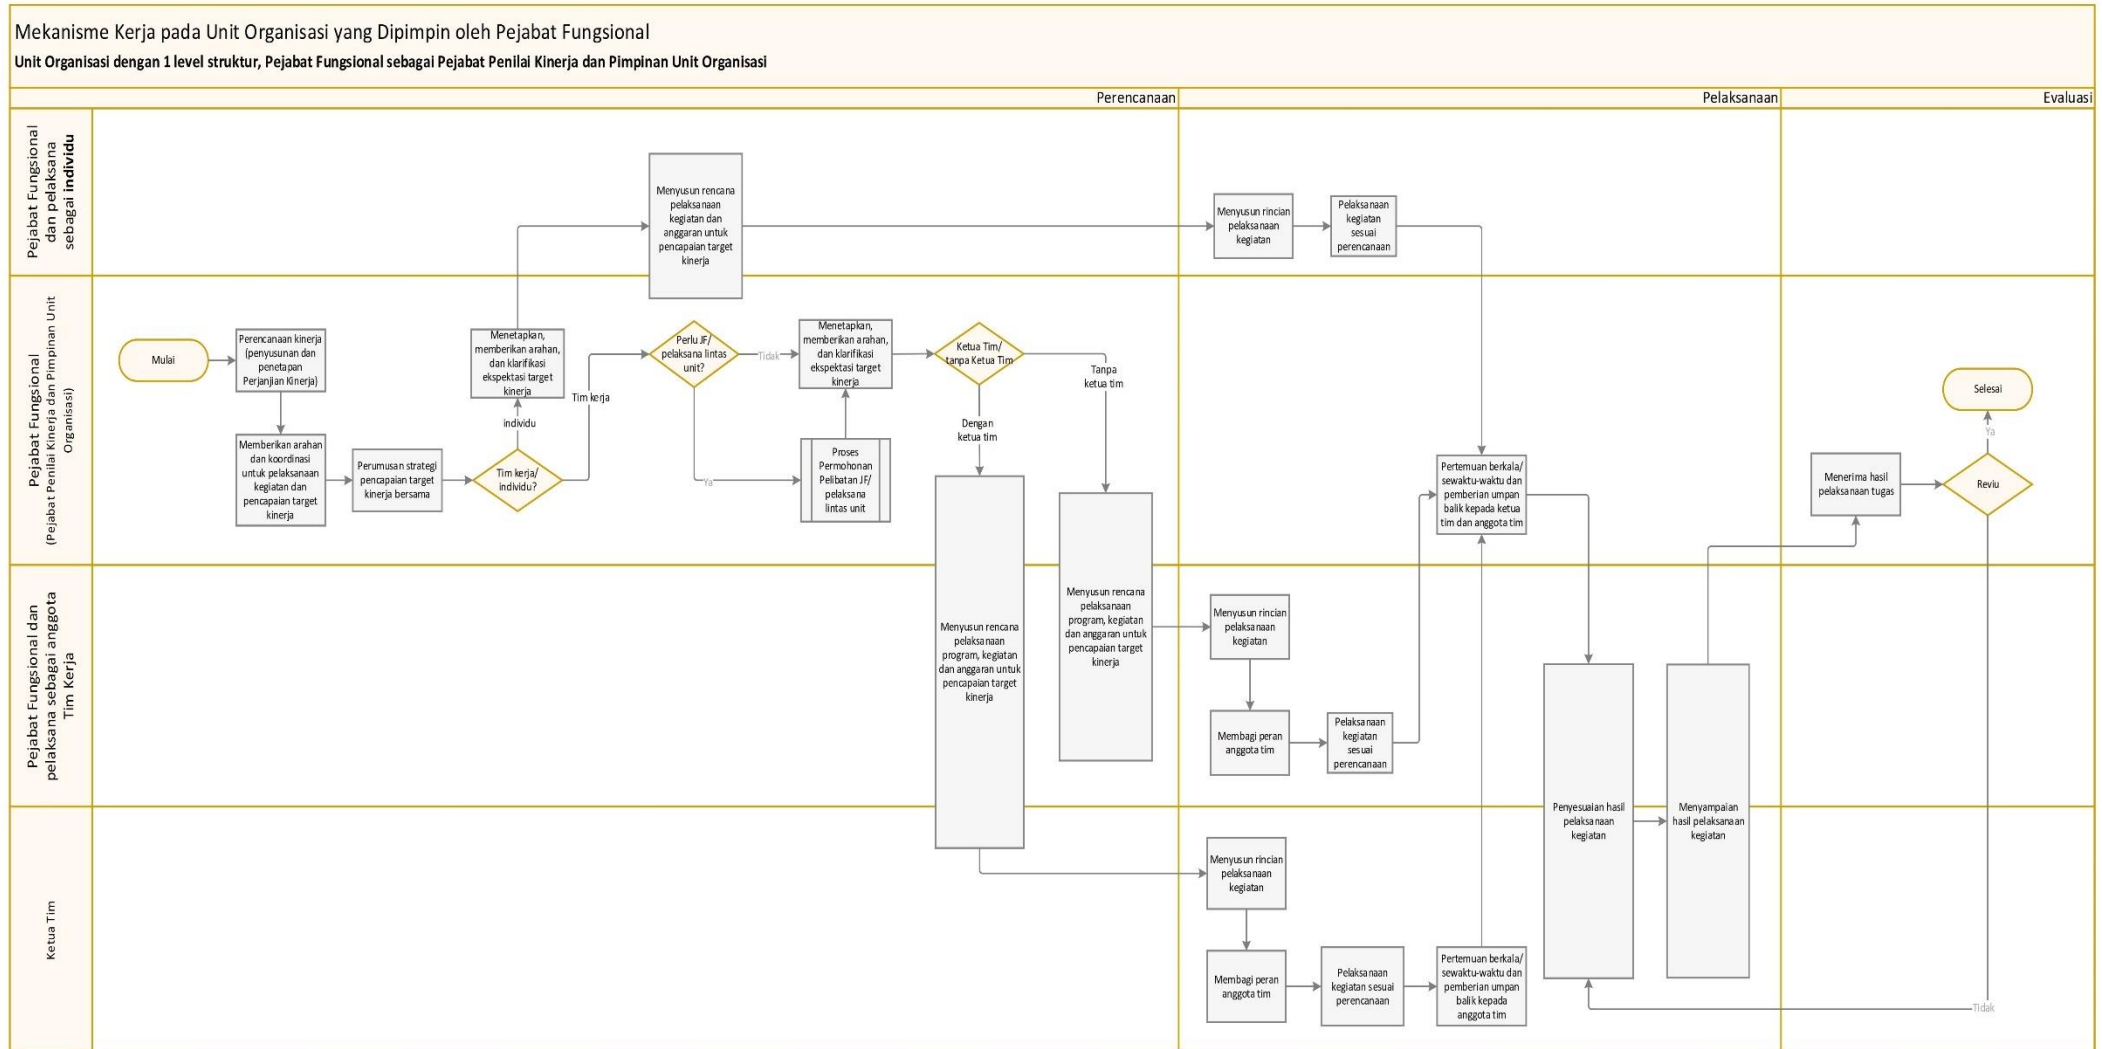 Mekanisme Kerja pada Unit Organisasi yang Dipimpin oleh Pejabat Fungsional
Unit Organisasi dengan 1 level struktur, Pejabat Fungsional sebagai Pejabat Penilai Kinerja dan Pimpinan Unit Organisasi
Perencanaan
Pelaksanaan
Evaluasi
Pejabat Fungsional
dan pelaksana
sebagai individu
Menyusun rencana
pelaksanaan
kegiatan dan
anggaran untuk
pencapaian target
kinerja
Menyusun rincian
pelaksanaan
kegiatan
Pelaksanaan
kegiatan
sesuai
perencanaan
Pejabat Fungsional
(Pejabat Penilai Kinerja dan Pimpinan Unit
Organisasi)
Mulai
Perencanaan kinerja
(penyusunan dan
penetapan
Perjanjian Kinerja)
Memberikan arahan
dan koordinasi
untuk pelaksanaan
kegiatan dan
pencapaian target
kinerja
Perumusan strategi
pencapaian target
kinerja bersama
Tim kerja/
individu?
individu
Menetapkan,
memberikan arahan,
dan klarifikasi
ekspektasi target
kinerja
Tim kerja
Perlu JF/
pelaksana lintas
unit?
Tidak
Ya
Proses
Permohonan
Pelibatan JF/
pelaksana
lintas unit
Menetapkan,
memberikan arahan,
dan klarifikasi
ekspektasi target
kinerja
Ketua Tim/
tanpa Ketua Tim
Dengan
ketua tim
Tanpa
ketua tim
Pertemuan berkala/
sewaktu-waktu dan
pemberian umpan
balik kepada ketua
tim dan anggota tim
Menerima hasil
pelaksanaan tugas
Reviu
Ya
Selesai
Pejabat Fungsional dan
pelaksana sebagai anggota
Tim Kerja
Menyusun rencana
pelaksanaan
program, kegiatan
dan anggaran untuk
pencapaian target
kinerja
Menyusun rencana
pelaksanaan
program, kegiatan
dan anggaran untuk
pencapaian target
kinerja
Menyusun rincian
pelaksanaan
kegiatan
Membagi peran
anggota tim
Pelaksanaan
kegiatan
sesuai
perencanaan
Penyesuaian hasil
pelaksanaan
kegiatan
Menyampaian
hasil pelaksanaan
kegiatan
Ketua Tim
Menyusun rincian
pelaksanaan
kegiatan
Membagi peran
anggota tim
Pelaksanaan
kegiatan sesuai
perencanaan
Pertemuan berkala/
sewaktu-waktu dan
pemberian umpan
balik kepada
anggota tim
Tidak